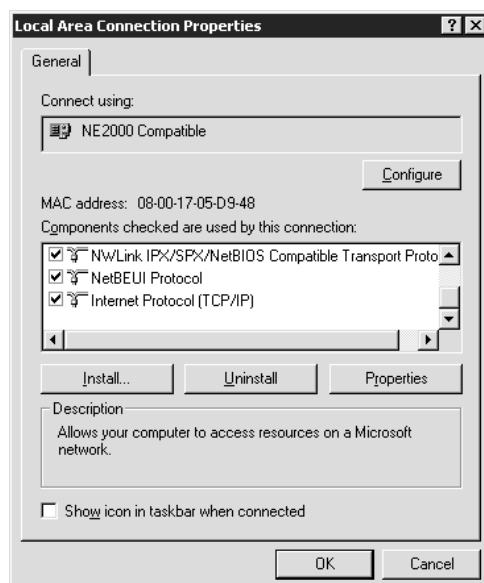 Local Area Connection Properties
General
Connect using:
NE2000 Compatible
Configure
MAC address: 08-00-17-05-D9-48
Components checked are used by this connection:
NWLink IPX/SPX/NetBIOS Compatible Transport Proto
NetBEUI Protocol
Internet Protocol (TCP/IP)
Install... Uninstall Properties
Description
Allows your computer to access resources on a Microsoft
network.
Show icon in taskbar when connected
OK Cancel